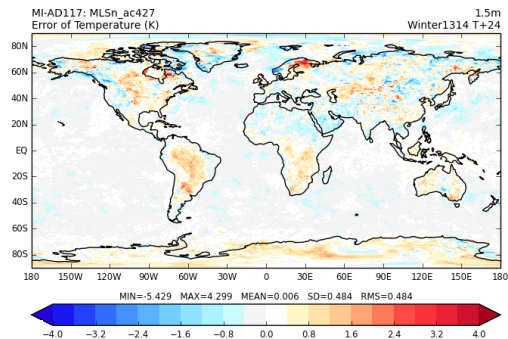 MI-AD117: MLSn_ac427
1.5m
Error of Temperature (K)
Winter1314 T+24
80N
60N
40N
20N
EQ
20S
40S
60S
80S
180 150W 120W 90W 60W 30W 0 30E 60E 90E 120E 150E 180
MIN=-5.429 MAX=4.299 MEAN=0.006 SD=0.484 RMS=0.484
−4.0 −3.2 −2.4 −1.6 −0.8 0.0 0.8 1.6 2.4 3.2 4.0